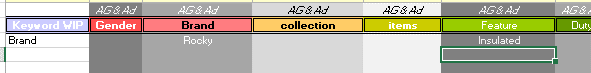 AG & Ad AG & Ad AG & Ad AG & Ad AG & Ad AG & A
Keyword WIP Gender Brand collection items Feature Duty
Brand Rocky Insulated